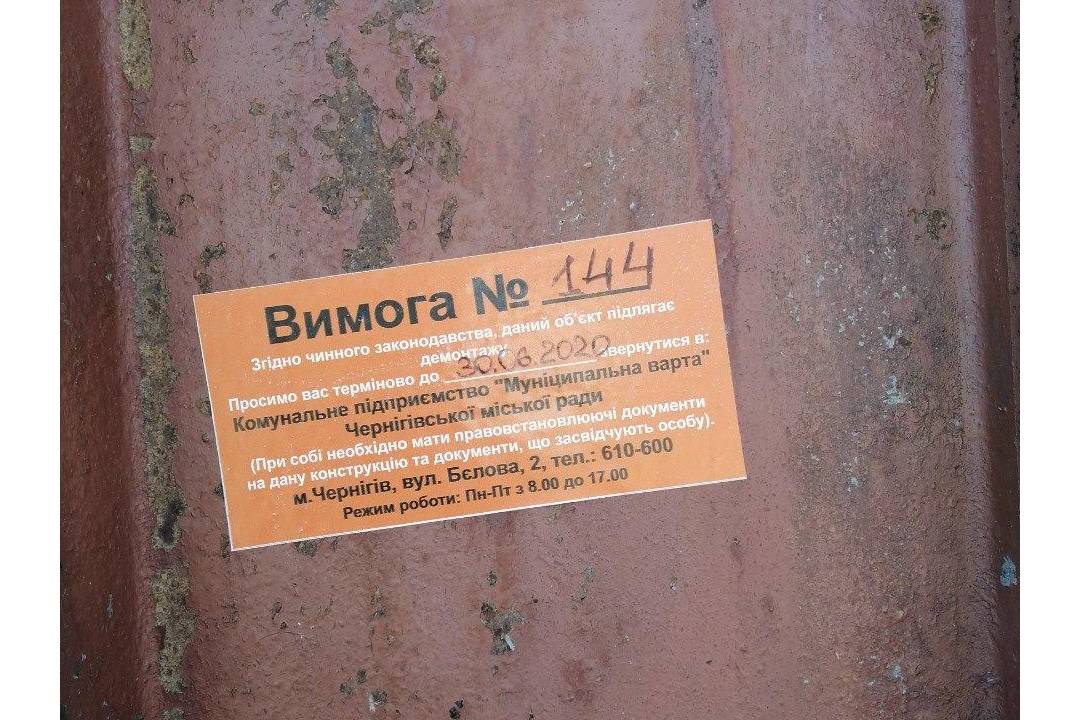 Вимога № 144
Згідно чинного законодавства, даний об'єкт підлягає
демонтажу
Просимо вас терміново до 30.06.2020 звернутися в:
Комунальне підприємство "Муніципальна варта"
Чернігівської міської ради
(При собі необхідно мати правовстановлюючі документи
на дану конструкцію та документи, що засвідчують особу).
м.Чернігів, вул. Бєлова, 2, тел.: 610-600
Режим роботи: Пн-Пт з 8.00 до 17.00